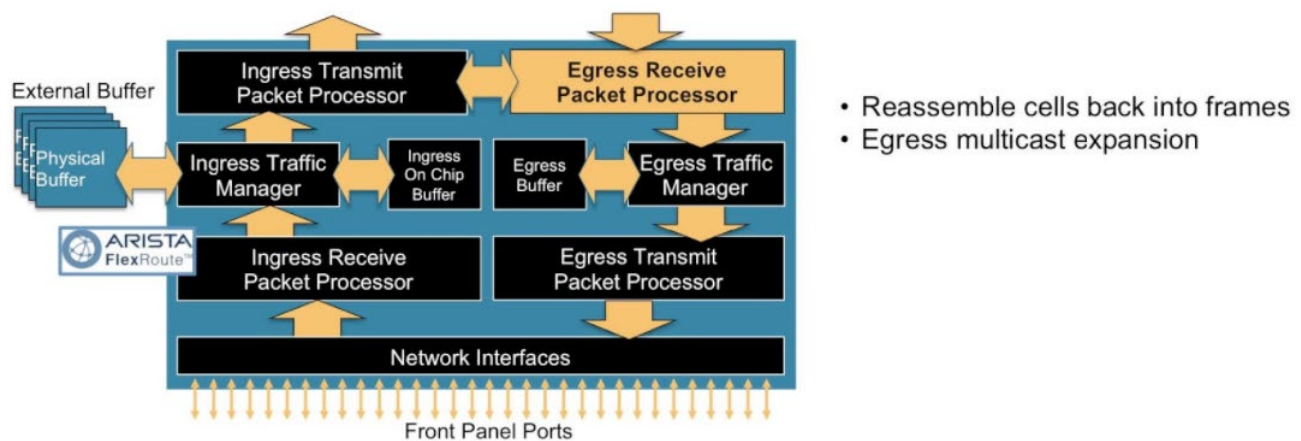 Ingress Transmit
Packet Processor
Egress Receive
Packet Processor
External Buffer
Physical
Buffer
Ingress Traffic
Manager
Ingress
On Chip
Buffer
Egress
Buffer
Egress Traffic
Manager
ARISTA
FlexRoute™
Ingress Receive
Packet Processor
Egress Transmit
Packet Processor
Network Interfaces
Front Panel Ports
• Reassemble cells back into frames
• Egress multicast expansion